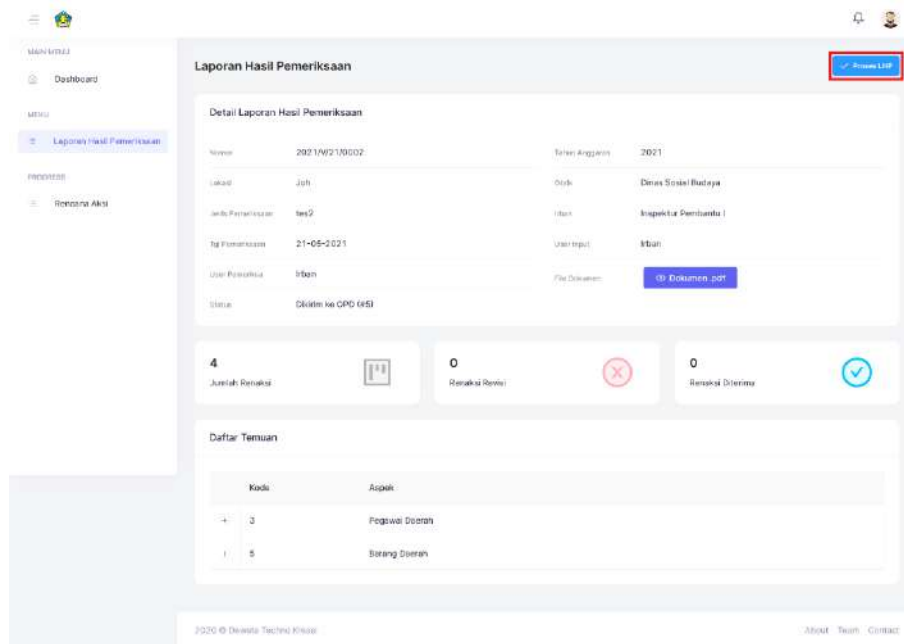 MAIN MENU
Dashboard
MENU
Laporan Hasil Pemeriksaan
PROGRESS
Rencana Aksi
Laporan Hasil Pemeriksaan
Proses LHP
Detail Laporan Hasil Pemeriksaan
Nomor 2021/W21/0002 Tahun Anggaran 2021
Lokasi Joh Dinas Sosial Budaya
Jenis Pemeriksaan tes2 Irban Inspektur Pembantu I
Tgl Pemeriksaan 21-05-2021 User Input Irban
User Pemeriksa Irban File Dokumen Dokumen .pdf
Status Dikirim ke OPD (#5)
4 0 0
Jumlah Renaksi Renaksi Revisi Renaksi Diterima
Daftar Temuan
Kode Aspek
+ 3 Pegawai Daerah
5 Barang Daerah
2020 © Dewata Techno Kreasi About Team Contact